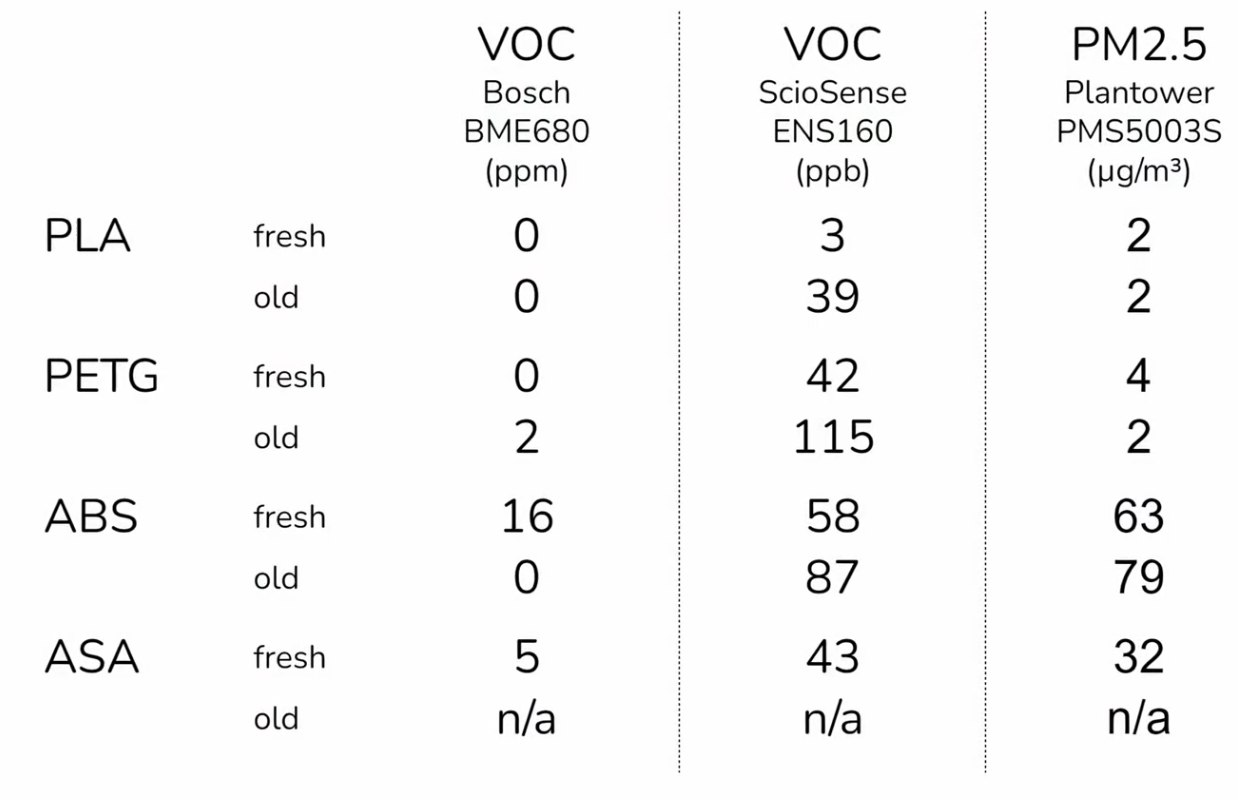 VOC VOC PM2.5
Bosch ScioSense Plantower
BME680 ENS160 PMS5003S
(ppm) (ppb) (µg/m³)
PLA fresh 0 3 2
old 0 39 2
PETG fresh 0 42 4
old 2 115 2
ABS fresh 16 58 63
old 0 87 79
ASA fresh 5 43 32
old n/a n/a n/a